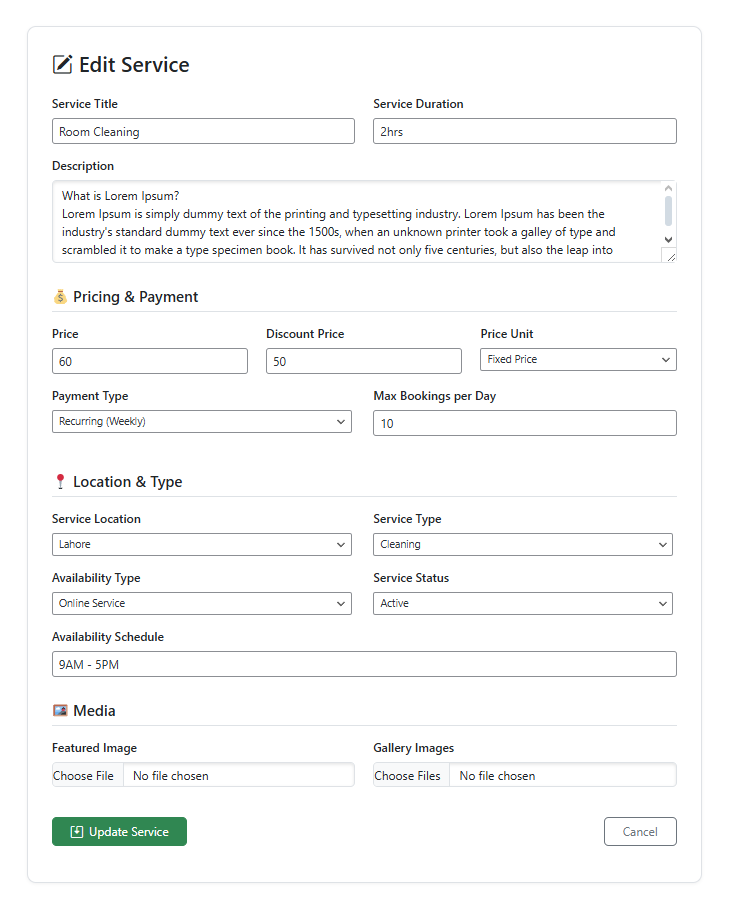 Edit Service
Service Title
Service Duration
Room Cleaning
2hrs
Description
What is Lorem Ipsum?
Lorem Ipsum is simply dummy text of the printing and typesetting industry. Lorem Ipsum has been the
industry's standard dummy text ever since the 1500s, when an unknown printer took a galley of type and
scrambled it to make a type specimen book. It has survived not only five centuries, but also the leap into
Pricing & Payment
Price
Discount Price
Price Unit
60
50
Fixed Price
Payment Type
Max Bookings per Day
Recurring (Weekly)
10
Location & Type
Service Location
Service Type
Lahore
Cleaning
Availability Type
Service Status
Online Service
Active
Availability Schedule
9AM - 5PM
Media
Featured Image
Gallery Images
Choose File No file chosen
Choose Files No file chosen
Update Service
Cancel